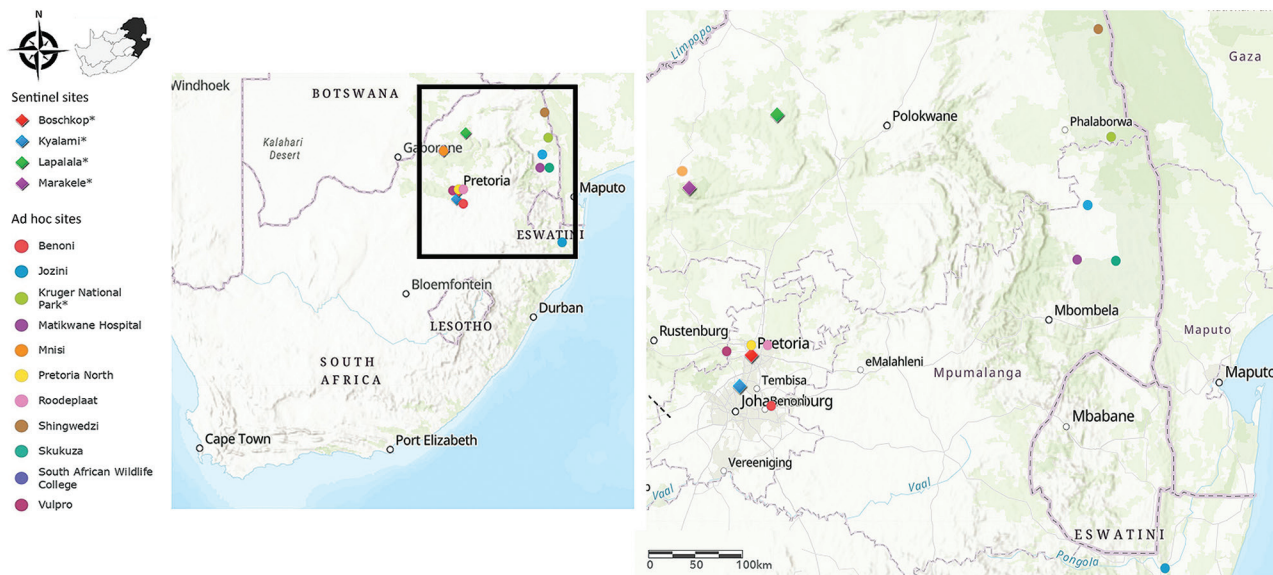 N
Sentinel sites
Boschkop*
Kyalami*
Lapalala*
Marakele*
Ad hoc sites
Benoni
Jozini
Kruger National
Park*
Matikwane Hospital
Mnisi
Pretoria North
Roodeplaat
Shingwedzi
Skukuza
South African Wildlife
College
Vulpro
Windhoek
BOTSWANA
Kalahari
Desert
Gaborone
Pretoria
Maputo
ESWATINI
Bloemfontein
LESOTHO
Durban
SOUTH
AFRICA
Cape Town
Port Elizabeth
Limpopo
Gaza
Polokwane
Phalaborwa
Mbombela
Rustenburg
Pretoria
eMalahleni
Maputo
Mpumalanga
Tembisa
Maputo
Johannesburg
Benoni
Mbabane
Vereeniging
Vaal
Vaal
ESWATINI
Pongola
0 50 100km